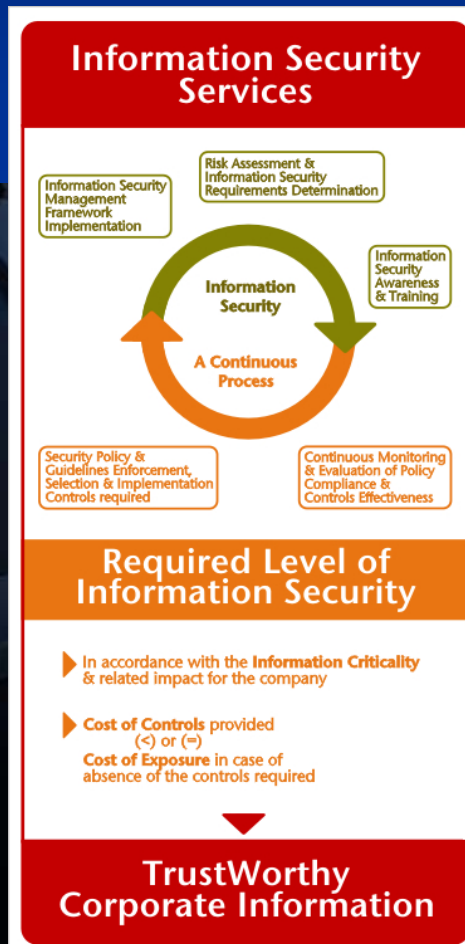 Information Security
Services
Risk Assessment &
Information Security
Requirements Determination
Information Security
Management
Framework
Implementation
Information
Security
Awareness
& Training
Information
Security
A Continuous
Process
Security Policy &
Guidelines Enforcement,
Selection & Implementation
Controls required
Continuous Monitoring
& Evaluation of Policy
Compliance &
Controls Effectiveness
Required Level of
Information Security
In accordance with the Information Criticality
& related impact for the company
Cost of Controls provided
(<) or (=)
Cost of Exposure in case of
absence of the controls required
TrustWorthy
Corporate Information